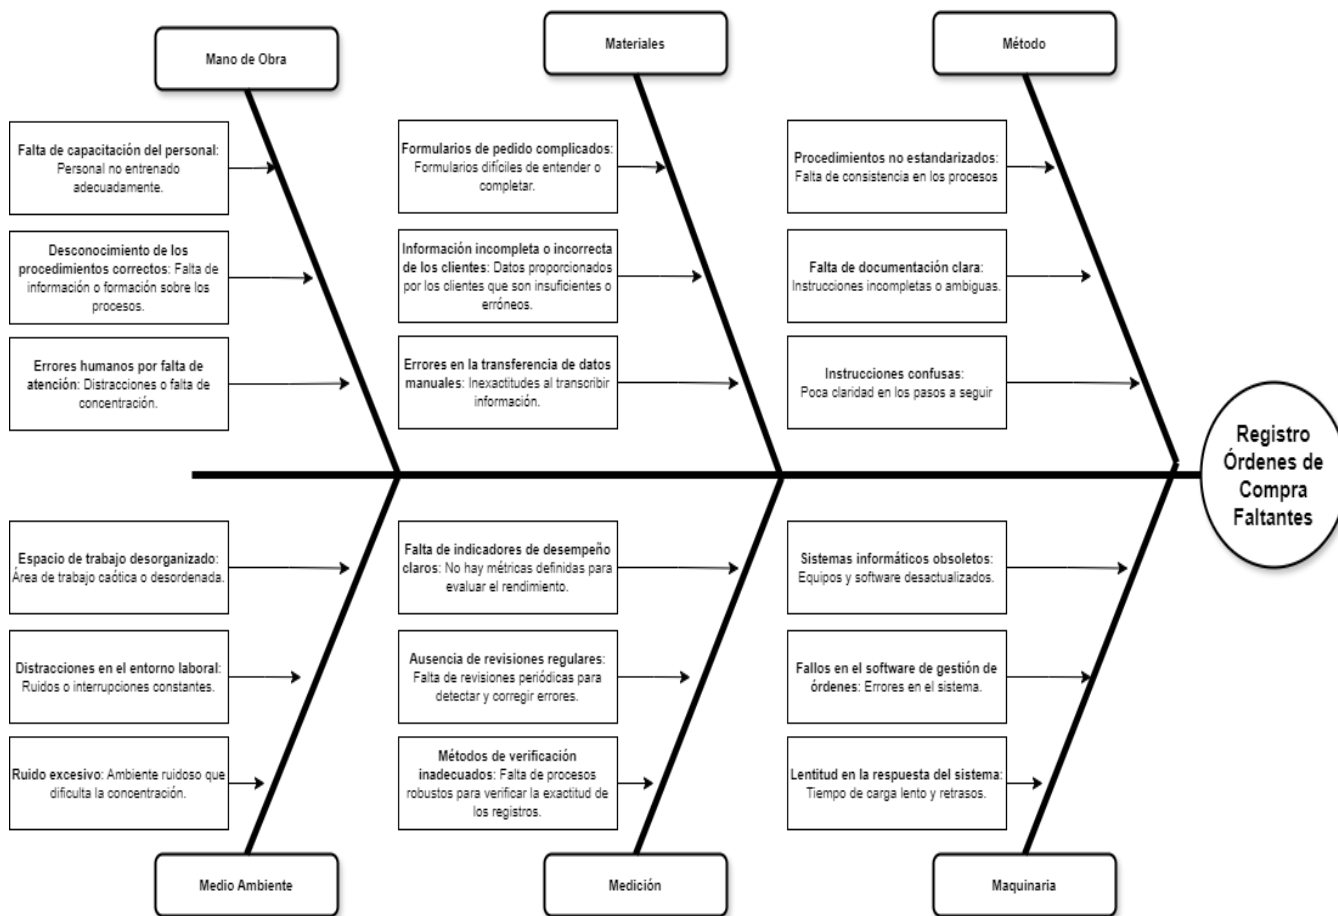 Mano de Obra
Materiales
Método
Falta de capacitación del personal:
Personal no entrenado
adecuadamente.
Desconocimiento de los
procedimientos correctos: Falta de
información o formación sobre los
procesos.
Errores humanos por falta de
atención: Distracciones o falta de
concentración.
Formularios de pedido complicados:
Formularios difíciles de entender o
completar.
Información incompleta o incorrecta
de los clientes: Datos proporcionados
por los clientes que son insuficientes o
erróneos.
Errores en la transferencia de datos
manuales: Inexactitudes al transcribir
información.
Procedimientos no estandarizados:
Falta de consistencia en los procesos
Falta de documentación clara:
Instrucciones incompletas o ambiguas.
Instrucciones confusas:
Poca claridad en los pasos a seguir
Registro
Órdenes de
Compra
Faltantes
Espacio de trabajo desorganizado:
Área de trabajo caótica o desordenada.
Distracciones en el entorno laboral:
Ruidos o interrupciones constantes.
Ruido excesivo: Ambiente ruidoso que
dificulta la concentración.
Falta de indicadores de desempeño
claros: No hay métricas definidas para
evaluar el rendimiento.
Ausencia de revisiones regulares:
Falta de revisiones periódicas para
detectar y corregir errores.
Métodos de verificación
inadecuados: Falta de procesos
robustos para verificar la exactitud de
los registros.
Sistemas informáticos obsoletos:
Equipos y software desactualizados.
Fallos en el software de gestión de
órdenes: Errores en el sistema.
Lentitud en la respuesta del sistema:
Tiempo de carga lento y retrasos.
Medio Ambiente
Medición
Maquinaria